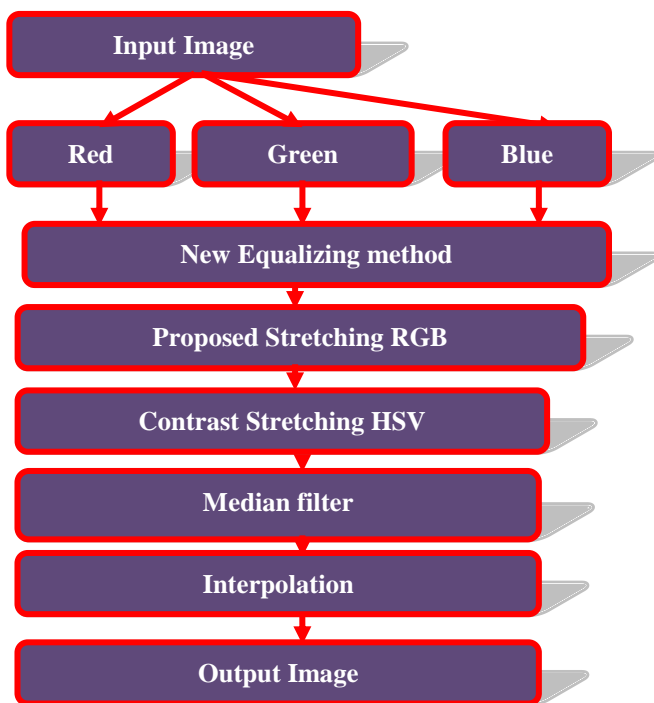 Input Image
Red
Green
Blue
New Equalizing method
Proposed Stretching RGB
Contrast Stretching HSV
Median filter
Interpolation
Output Image